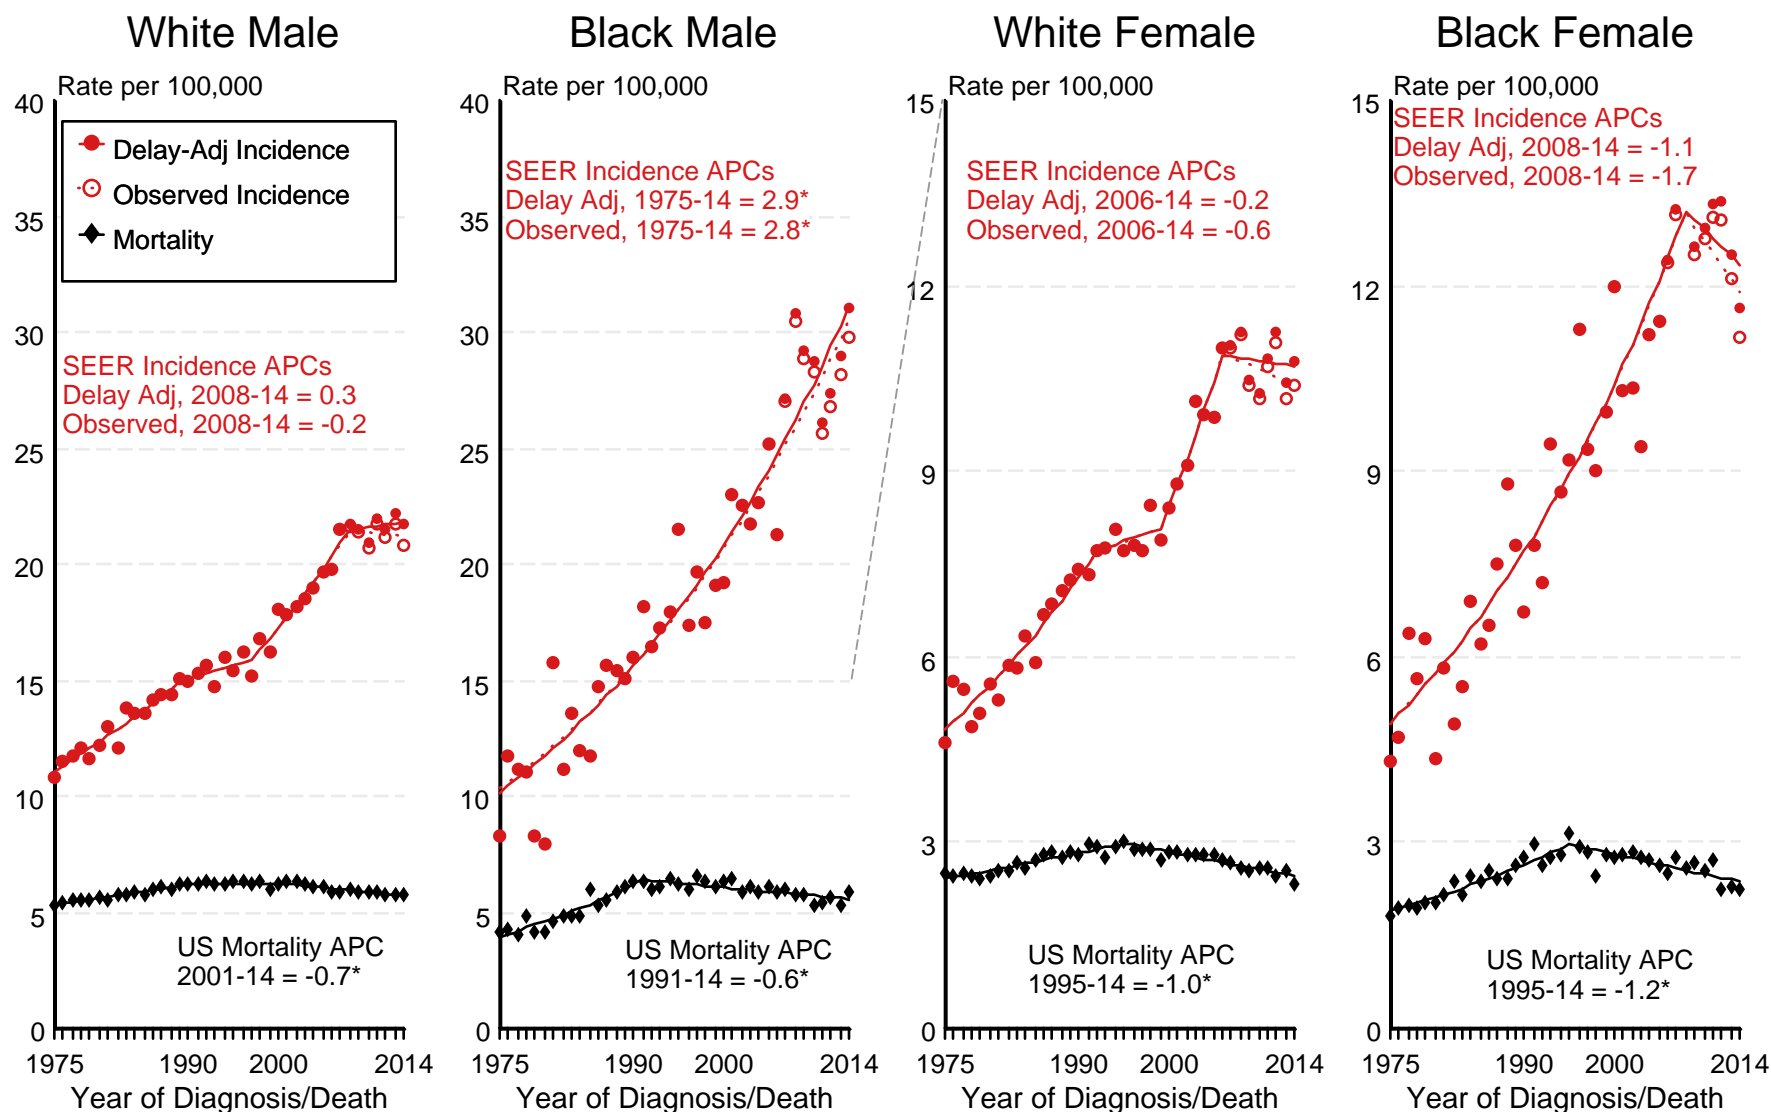 White Male
Rate per 100,000
40
35
30
25
20
15
10
5
0
Delay-Adj Incidence
Observed Incidence
Mortality
SEER Incidence APCs
Delay Adj, 2008-14 = 0.3
Observed, 2008-14 = -0.2
US Mortality APC
2001-14 = -0.7*
1975 1990 2000 2014
Year of Diagnosis/Death
Black Male
Rate per 100,000
40
35
30
25
20
15
10
5
0
SEER Incidence APCs
Delay Adj, 1975-14 = 2.9*
Observed, 1975-14 = 2.8*
US Mortality APC
1991-14 = -0.6*
1975 1990 2000 2014
Year of Diagnosis/Death
White Female
Rate per 100,000
15
12
9
6
3
0
SEER Incidence APCs
Delay Adj, 2006-14 = -0.2
Observed, 2006-14 = -0.6
US Mortality APC
1995-14 = -1.0*
1975 1990 2000 2014
Year of Diagnosis/Death
Black Female
Rate per 100,000
15
12
9
6
3
0
SEER Incidence APCs
Delay Adj, 2008-14 = -1.1
Observed, 2008-14 = -1.7
US Mortality APC
1995-14 = -1.2*
1975 1990 2000 2014
Year of Diagnosis/Death